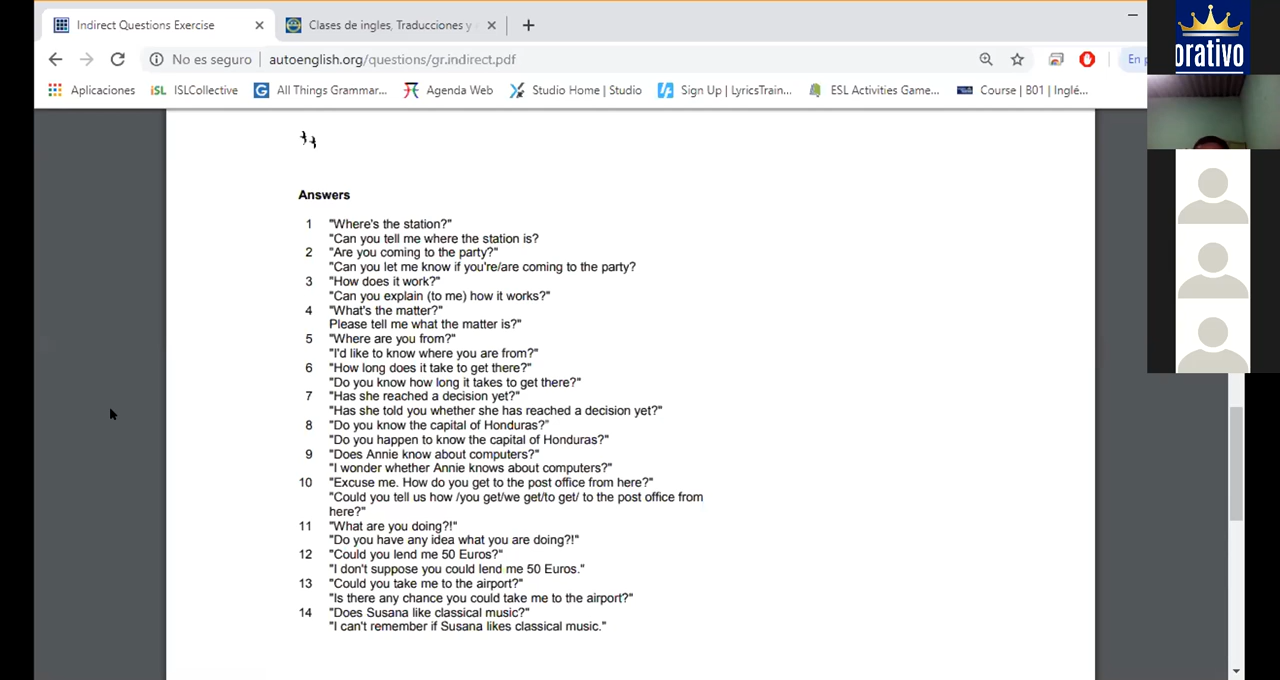 Indirect Questions Exercise
Clases de ingles, Traducciones y
No es seguro autoenglish.org/questions/gr.indirect.pdf
En p
orativo
Aplicaciones
iSL ISLCollective
G All Things Grammar...
Agenda Web
Studio Home | Studio
Sign Up | LyricsTrain...
ESL Activities Game...
Course | B01 | Inglé...
Answers
1 "Where's the station?"
"Can you tell me where the station is?
2 "Are you coming to the party?"
"Can you let me know if you're/are coming to the party?
3 "How does it work?"
"Can you explain (to me) how it works?"
4 "What's the matter?"
Please tell me what the matter is?"
5 "Where are you from?"
"I'd like to know where you are from?"
6 "How long does it take to get there?"
"Do you know how long it takes to get there?"
7 "Has she reached a decision yet?"
"Has she told you whether she has reached a decision yet?"
8 "Do you know the capital of Honduras?"
"Do you happen to know the capital of Honduras?"
9 "Does Annie know about computers?"
"I wonder whether Annie knows about computers?"
10 "Excuse me. How do you get to the post office from here?"
"Could you tell us how /you get/we get/to get/ to the post office from
here?"
11 "What are you doing?!"
"Do you have any idea what you are doing?!"
12 "Could you lend me 50 Euros?"
"I don't suppose you could lend me 50 Euros."
13 "Could you take me to the airport?"
"Is there any chance you could take me to the airport?"
14 "Does Susana like classical music?"
"I can't remember if Susana likes classical music."